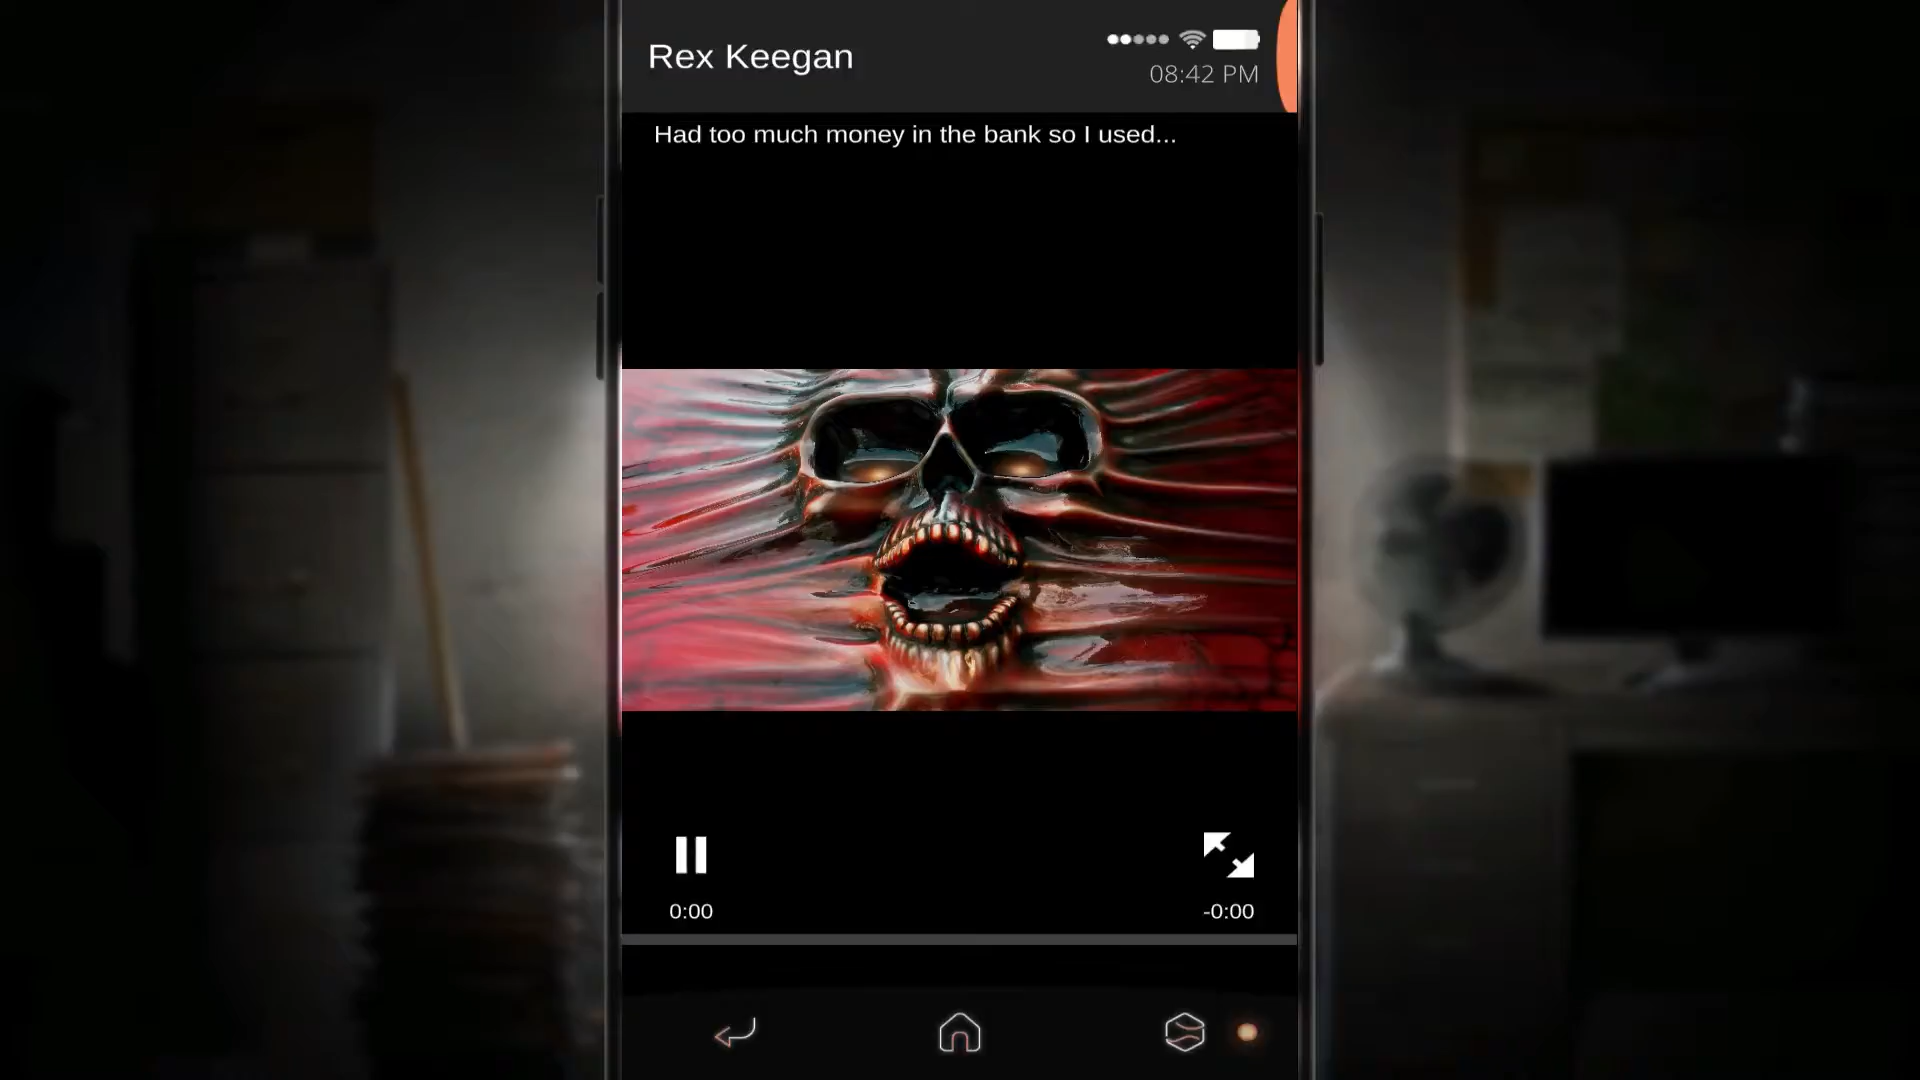 Rex Keegan
08:42 PM
Had too much money in the bank so I used...
0:00
-0:00